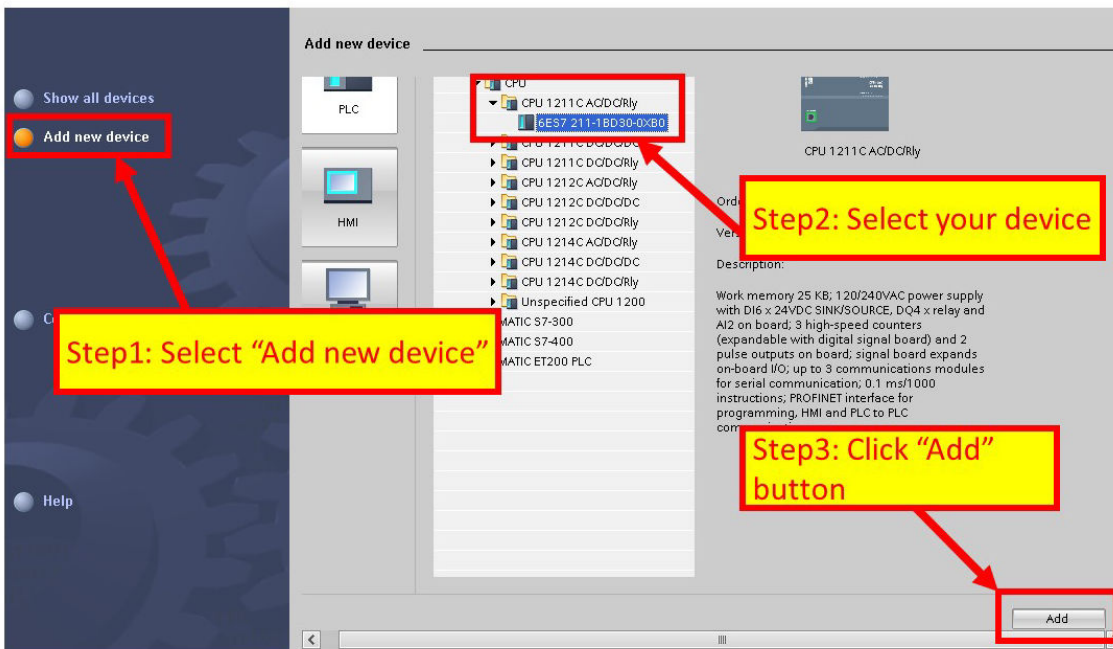 Add new device
Show all devices
Add new device
Help
PLC
HMI
CPU
CPU 1211C AC/DC/Rly
6ES7 211-1BD30-0XB0
CPU 1211C DC/DC/DC
CPU 1211C DC/DC/Rly
CPU 1212C AC/DC/Rly
CPU 1212C DC/DC/DC
CPU 1212C DC/DC/Rly
CPU 1214C AC/DC/Rly
CPU 1214C DC/DC/DC
CPU 1214C DC/DC/Rly
Unspecified CPU 1200
S7-300
S7-400
ET200 PLC
CPU 1211C AC/DC/Rly
Description:
Work memory 25 KB; 120/240VAC power supply
with DI6 x 24VDC SINK/SOURCE, DQ4 x relay and
AI2 on board; 3 high-speed counters
(expandable with digital signal board) and 2
pulse outputs on board; signal board expands
on-board I/O; up to 3 communications modules
for serial communication; 0.1 ms/1000
instructions; PROFINET interface for
programming, HMI and PLC to PLC
Step1: Select “Add new device”
Step2: Select your device
Step3: Click “Add”
button
Add